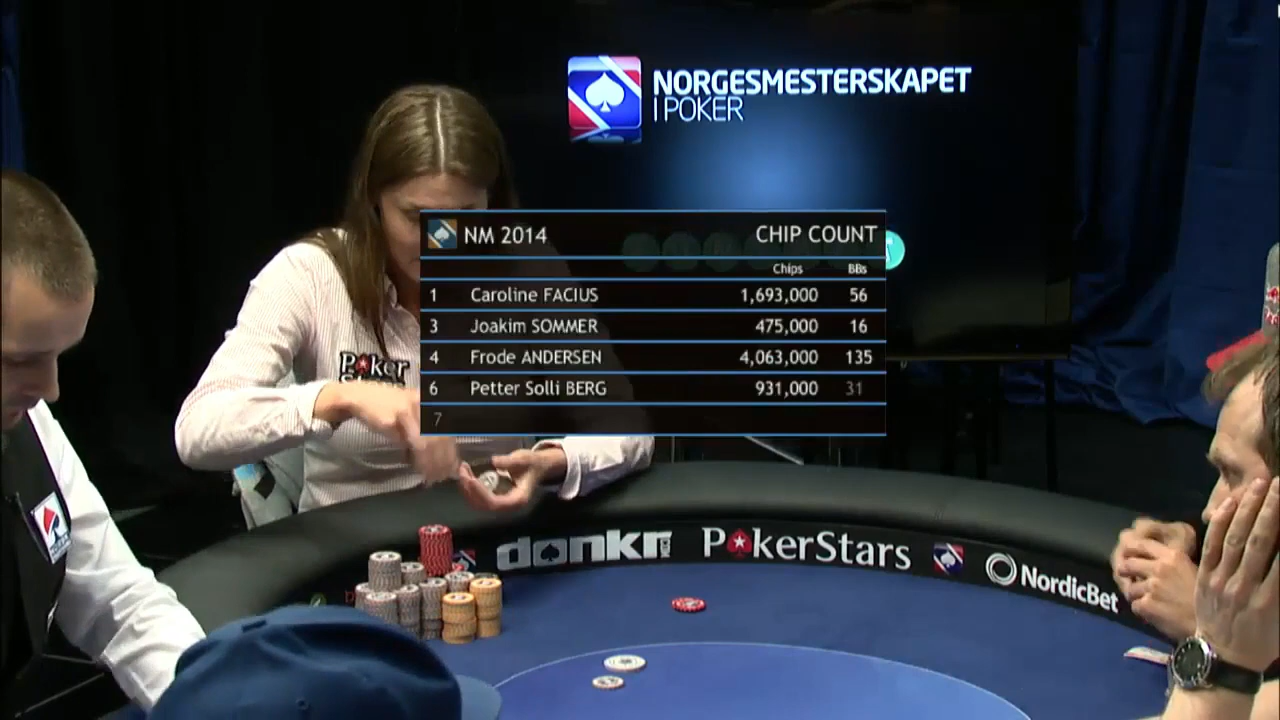 NORGESMESTERSKAPET
I POKER
NM 2014 CHIP COUNT
Chips BBs
1 Caroline FACIUS 1,693,000 56
3 Joakim SOMMER 475,000 16
4 Frode ANDERSEN 4,063,000 135
6 Petter Solli BERG 931,000 31
7
Poker
donkr PokerStars NordicBet